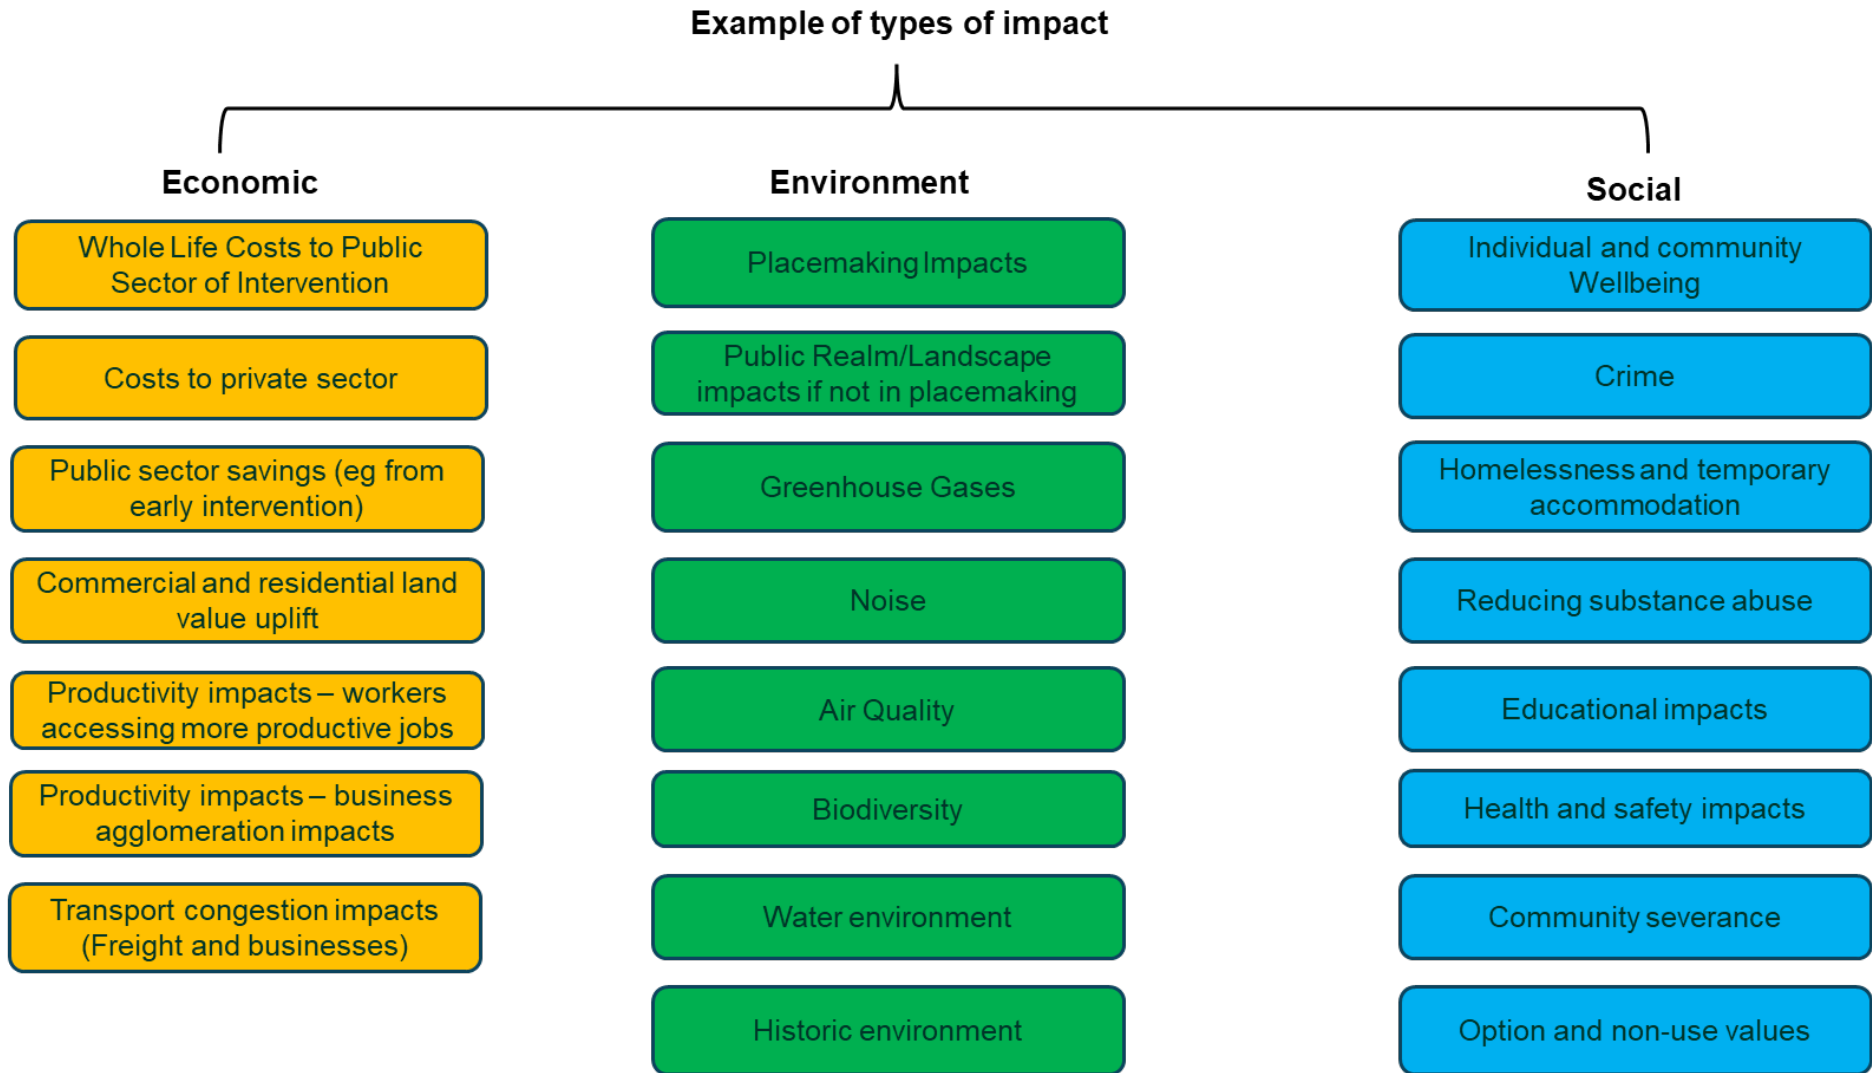 Example of types of impact
Economic
Whole Life Costs to Public
Sector of Intervention
Costs to private sector
Public sector savings (eg from
early intervention)
Commercial and residential land
value uplift
Productivity impacts – workers
accessing more productive jobs
Productivity impacts – business
agglomeration impacts
Transport congestion impacts
(Freight and businesses)
Environment
Placemaking Impacts
Public Realm/Landscape
impacts if not in placemaking
Greenhouse Gases
Noise
Air Quality
Biodiversity
Water environment
Historic environment
Social
Individual and community
Wellbeing
Crime
Homelessness and temporary
accommodation
Reducing substance abuse
Educational impacts
Health and safety impacts
Community severance
Option and non-use values